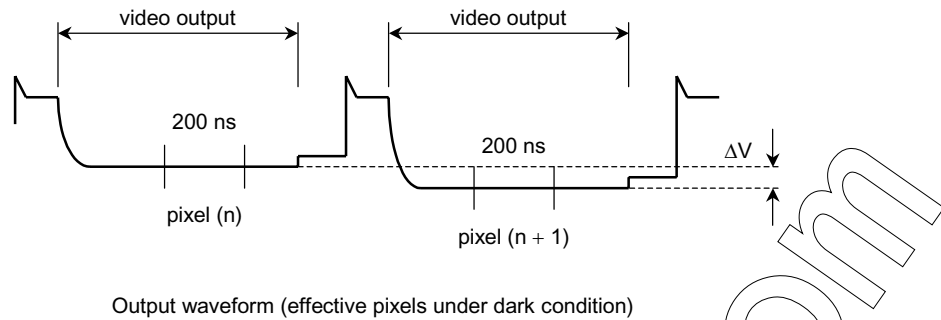 video output
video output
200 ns
200 ns
ΔV
pixel (n)
pixel (n + 1)
Output waveform (effective pixels under dark condition)
om